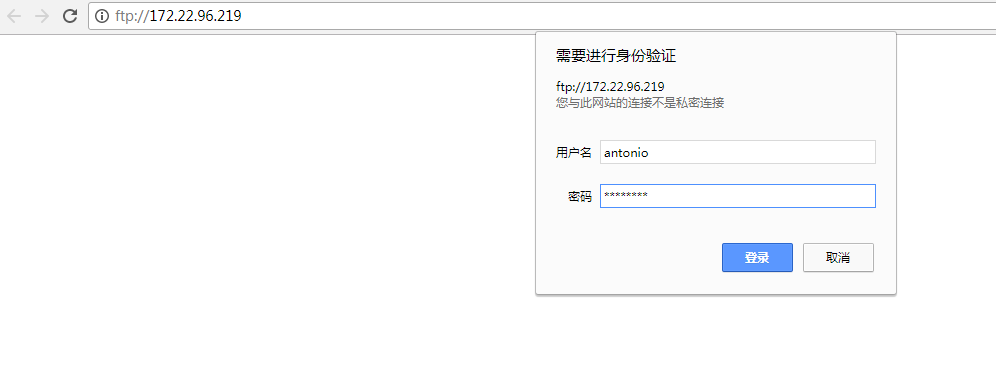 ftp://172.22.96.219
需要进行身份验证
ftp://172.22.96.219
您与此网站的连接不是私密连接
用户名 antonio
密码 ********
登录 取消